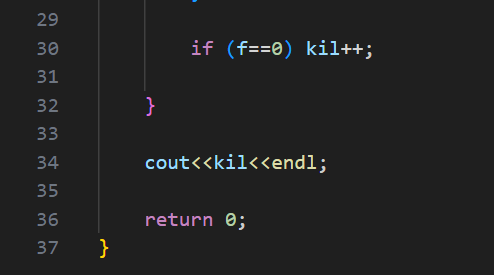 29
30 if (f==0) kil++;
31
32 }
33
34 cout<<kil<<endl;
35
36 return 0;
37 }